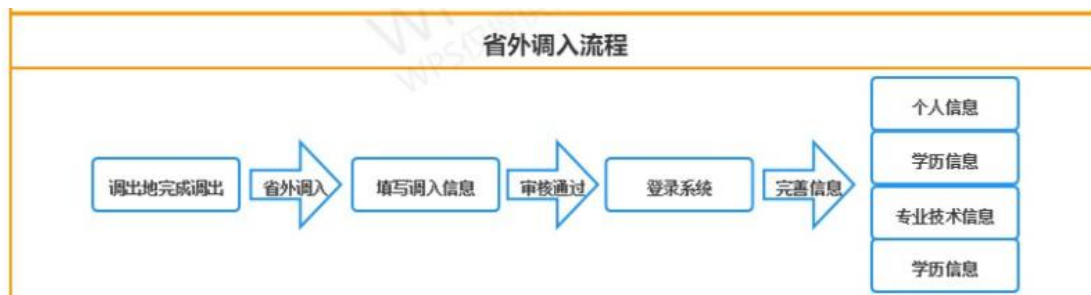 省外调入流程
调出地完成调出
省外调入
填写调入信息
审核通过
登录系统
完善信息
个人信息
学历信息
专业技术信息
学历信息